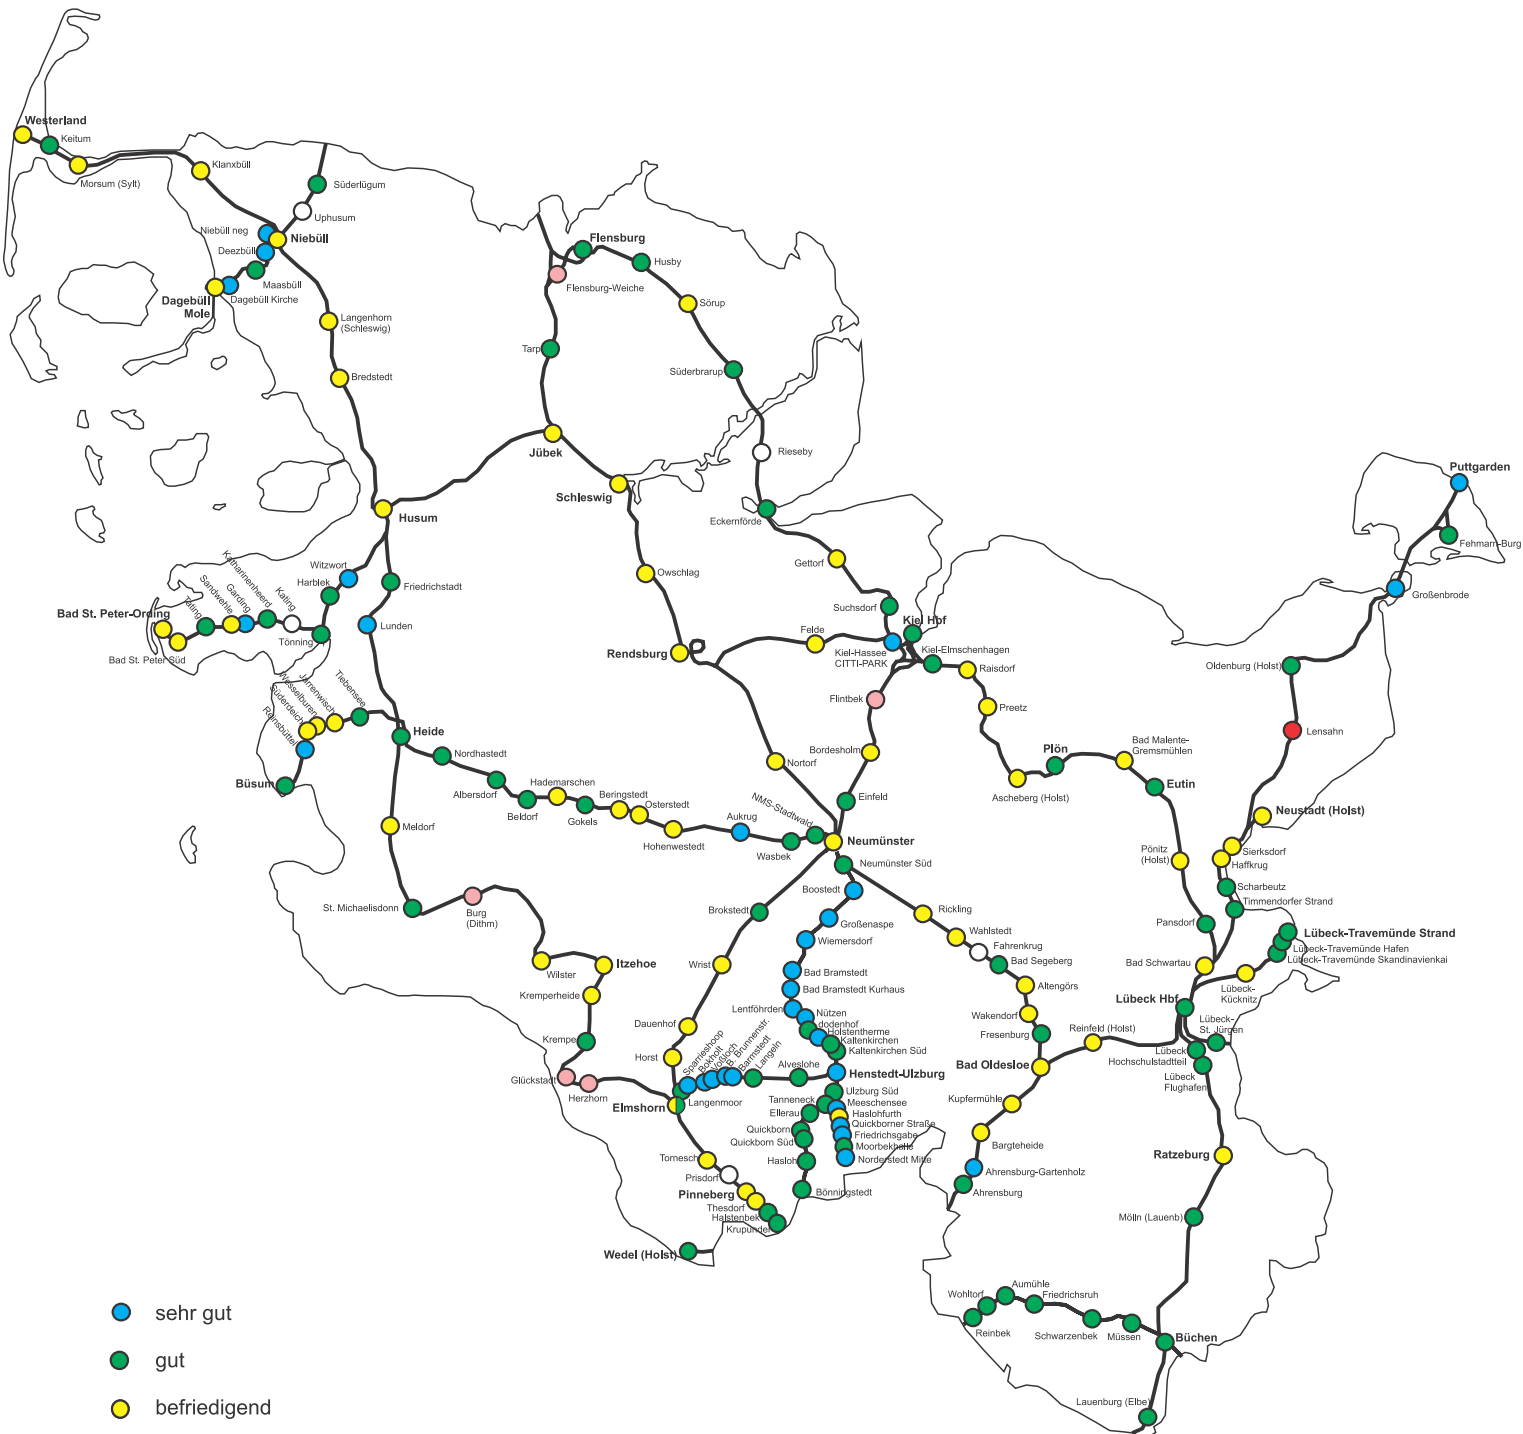 Westerland
Keitum
Morsum (Sylt)
Klanxbüll
Süderlügum
Uphusum
Niebüll neg
Niebüll
Deezbüll
Maasbüll
Dagebüll
Mole
Dagebüll Kirche
Langenhorn
(Schleswig)
Bredstedt
Flensburg
Husby
Flensburg-Weiche
Sörup
Tarp
Süderbrarup
Jübek
Rieseby
Schleswig
Husum
Eckernförde
Gettorf
Owschlag
Suchsdorf
Kiel Hbf
Felde
Kiel-Hassee
CITTI-PARK
Kiel-Elmschenhagen
Raisdorf
Rendsburg
Flintbek
Preetz
Puttgarden
Fehmarn-Burg
Großenbrode
Oldenburg (Holst)
Lensahn
Witzwort
Harblek
Friedrichstadt
Katharinenheerd
Sandwehle
Garding
Kating
Tating
Bad St. Peter-Ording
Bad St. Peter Süd
Tönning
Lunden
Tiebensee
Jarrenwisch
Wesselburen
Süderdeich
Reinsbüttel
Büsum
Heide
Nordhastedt
Albersdorf
Hademarschen
Beldorf
Gokels
Beringstedt
Osterstedt
Hohenwestedt
Aukrug
Wasbek
NMS-Stadtwald
Nortorf
Bordesholm
Einfeld
Neumünster
Neumünster Süd
Ascheberg (Holst)
Plön
Bad Malente-
Gremsmühlen
Eutin
Pönitz
(Holst)
Neustadt (Holst)
Sierksdorf
Haffkrug
Scharbeutz
Timmendorfer Strand
Pansdorf
Lübeck-Travemünde Strand
Lübeck-Travemünde Hafen
Lübeck-Travemünde Skandinavienkai
Bad Schwartau
Lübeck-
Kücknitz
Lübeck Hbf
Lübeck-
St. Jürgen
Lübeck
Hochschulstadtteil
Lübeck
Flughafen
Meldorf
St. Michaelisdonn
Burg
(Dithm)
Wilster
Itzehoe
Kremperheide
Krempe
Glückstadt
Herzhorn
Elmshorn
Brokstedt
Wrist
Dauenhof
Horst
Boostedt
Großenaspe
Wiemersdorf
Bad Bramstedt
Bad Bramstedt Kurhaus
Lentföhrden
Nützen
dodenhof
Holstentherme
Kaltenkirchen
Kaltenkirchen Süd
Sparrieshoop
Bokholt
Voßloch
B. Brunnenstr.
Barmstedt
Langeln
Langenmoor
Alveslohe
Henstedt-Ulzburg
Ulzburg Süd
Tanneneck
Meeschensee
Ellerau
Haslohfurth
Quickborner Straße
Quickborn
Friedrichsgabe
Quickborn Süd
Moorbekhalle
Hasloh
Norderstedt Mitte
Bönningstedt
Rickling
Wahlstedt
Fahrenkrug
Bad Segeberg
Altengörs
Wakendorf
Fresenburg
Reinfeld (Holst)
Bad Oldesloe
Kupfermühle
Bargteheide
Ahrensburg-Gartenholz
Ahrensburg
Tornesch
Prisdorf
Pinneberg
Thesdorf
Halstenbek
Krupunder
Wedel (Holst)
Ratzeburg
Mölln (Lauenb)
Aumühle
Wohltorf
Friedrichsruh
Reinbek
Schwarzenbek
Müssen
Büchen
Lauenburg (Elbe)
sehr gut
gut
befriedigend